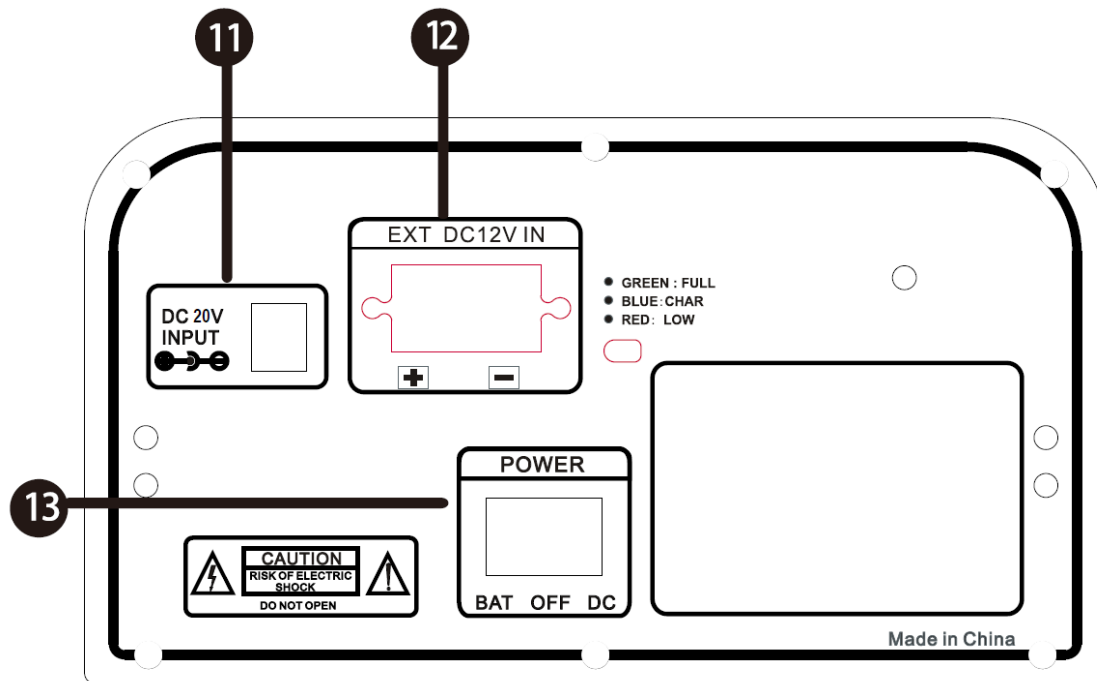 11
12
EXT DC12V IN
GREEN : FULL
BLUE:CHAR
RED: LOW
DC 20V
INPUT
+ −
POWER
13
BAT OFF DC
CAUTION
RISK OF ELECTRIC
SHOCK
DO NOT OPEN
Made in China